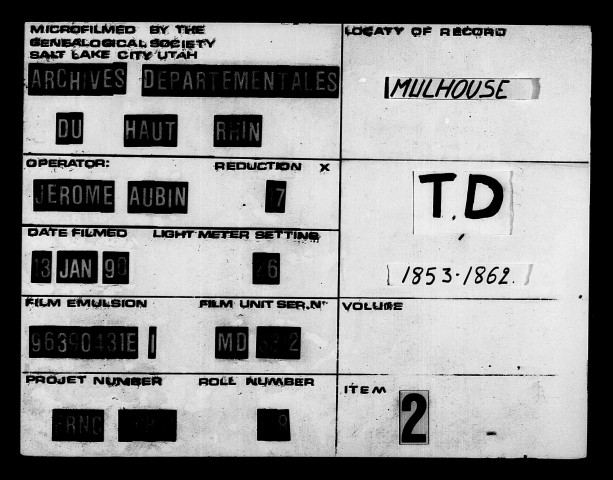 MICROFILMED BY THE
GENEALOGICAL SOCIETY
SALT LAKE CITY UTAH
ARCHIVES DEPARTEMENTALES
DU HAUT RHIN
OPERATOR: REDUCTION X
JEROME AUBIN 7
DATE FILMED LIGHT METER SETTING
13 JAN 6
FILM EMULSION FILM UNIT SER.N°
MD
PROJET NUMBER ROLL NUMBER
FRNC
LOCATY OF RECORD
MULHOUSE
T.D
1853-1862.
VOLUME
ITEM 2